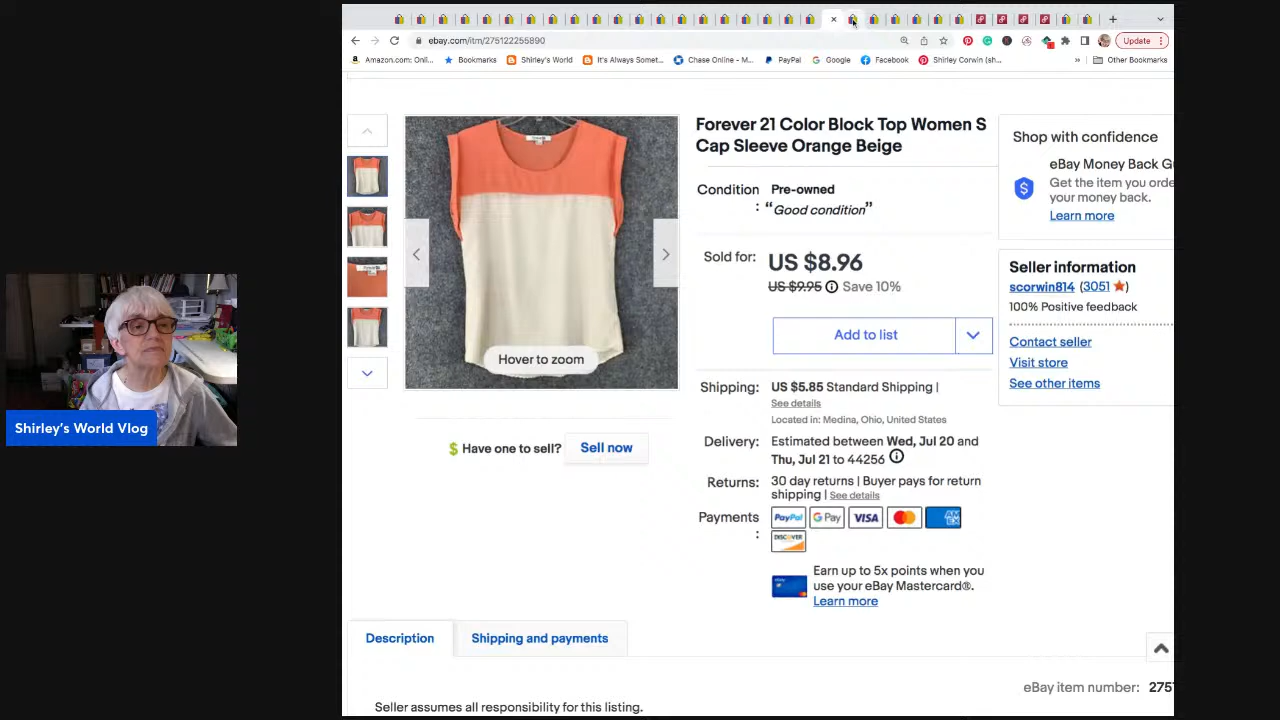 ebay.com/itm/275122255890
Update
Amazon.com: Onli...
Bookmarks
Shirley's World
It's Always Somet...
Chase Online - M...
PayPal
Google
Facebook
Shirley Corwin (sh...
»
Other Bookmarks
Forever 21 Color Block Top Women S
Cap Sleeve Orange Beige
Condition
:
Pre-owned
“Good condition”
Sold for:
US $8.96
US $9.95
Save 10%
Add to list
Hover to zoom
Have one to sell?
Sell now
Shipping:
US $5.85 Standard Shipping |
See details
Located in: Medina, Ohio, United States
Delivery:
Estimated between Wed, Jul 20 and
Thu, Jul 21 to 44256
Returns:
30 day returns | Buyer pays for return
shipping | See details
Payments
:
PayPal
G Pay
VISA
AM
EX
DISCOVER
Earn up to 5x points when you
use your eBay Mastercard®.
Learn more
Shop with confidence
eBay Money Back G
Get the item you orde
your money back.
Learn more
Seller information
scorwin814 (3051)
100% Positive feedback
Contact seller
Visit store
See other items
Shirley's World Vlog
Description
Shipping and payments
eBay item number: 275
Seller assumes all responsibility for this listing.